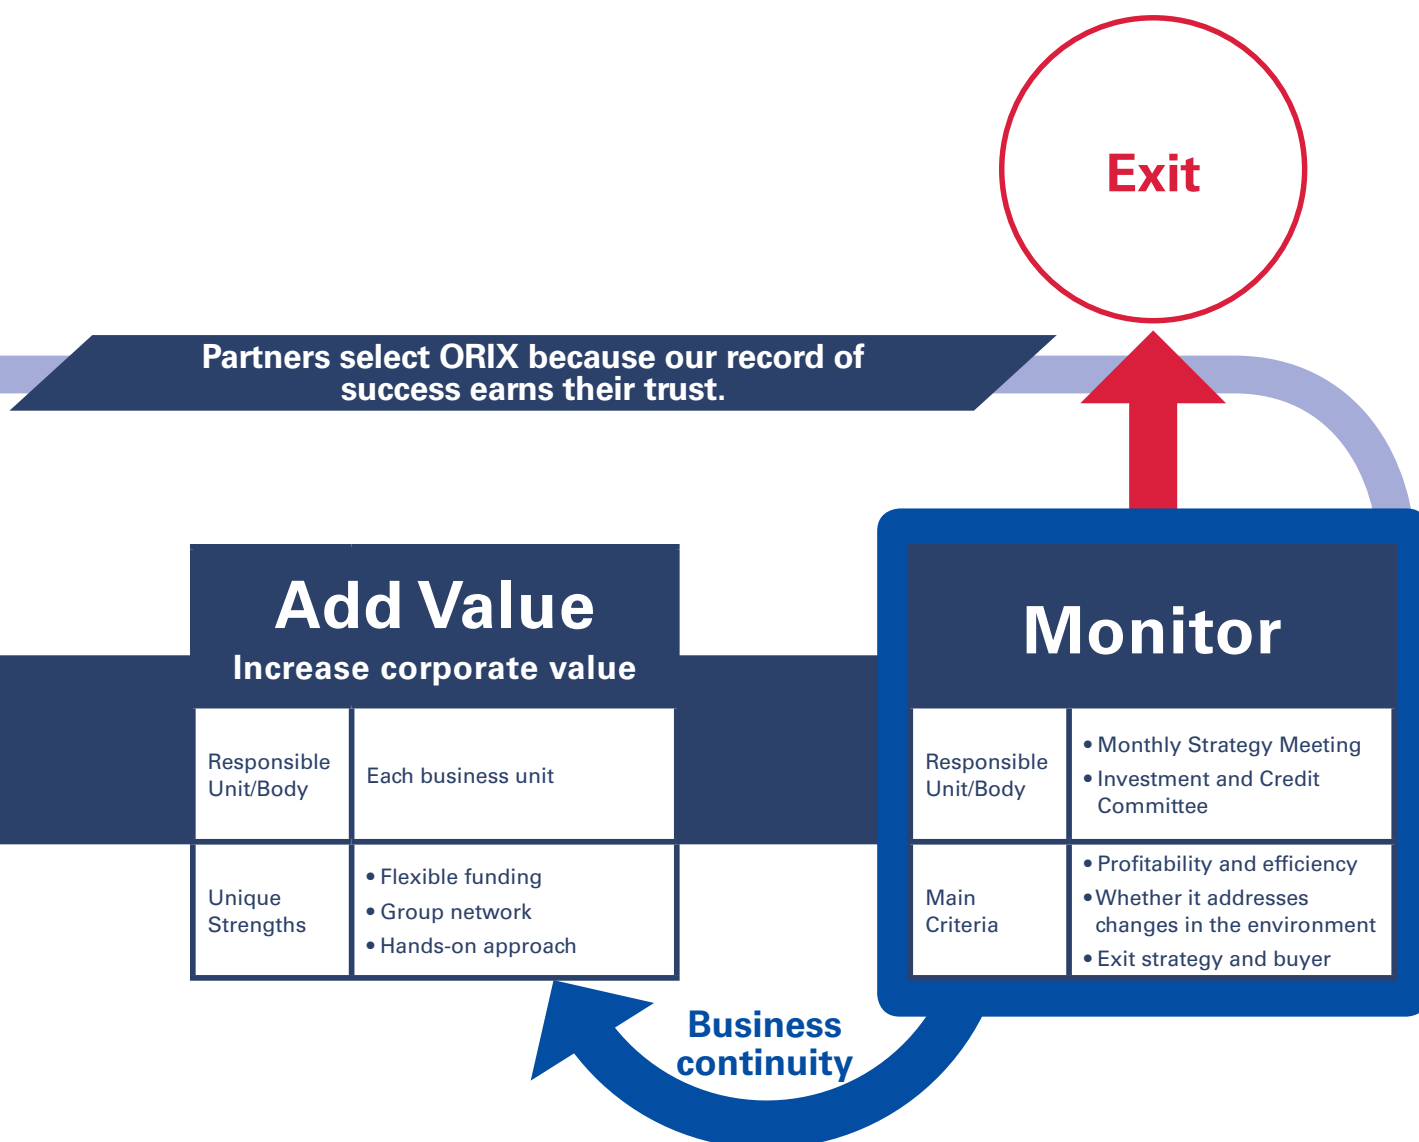 Exit
Partners select ORIX because our record of
success earns their trust.
Add Value
Increase corporate value
Responsible
Unit/Body
Each business unit
Unique
Strengths
• Flexible funding
• Group network
• Hands-on approach
Monitor
Responsible
Unit/Body
• Monthly Strategy Meeting
• Investment and Credit
Committee
Main
Criteria
• Profitability and efficiency
• Whether it addresses
changes in the environment
• Exit strategy and buyer
Business
continuity